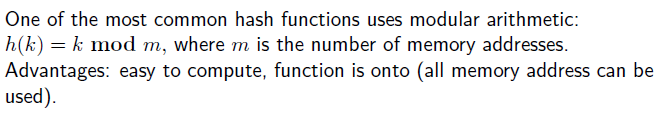 One of the most common hash functions uses modular arithmetic:
h(k) = k mod m, where m is the number of memory addresses.
Advantages: easy to compute, function is onto (all memory address can be
used).